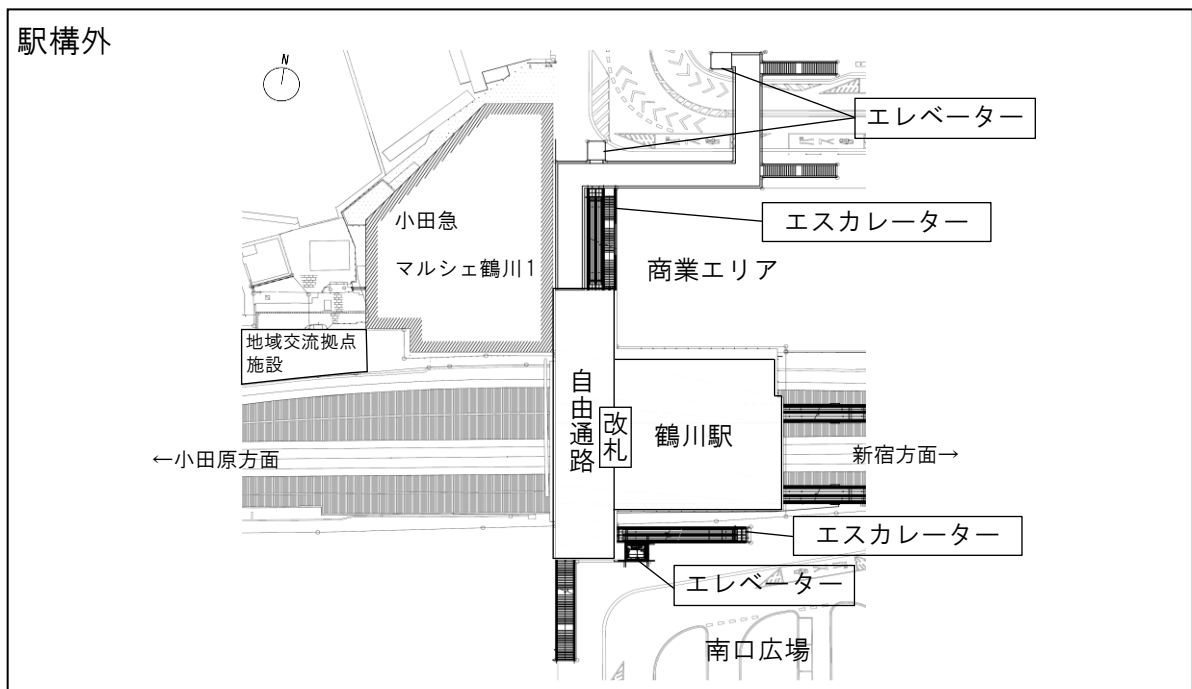 駅構外
N
エレベーター
エスカレーター
小田急
マルシェ鶴川1
商業エリア
地域交流拠点
施設
自由通路
改札
鶴川駅
←小田原方面
新宿方面→
エスカレーター
エレベーター
南口広場